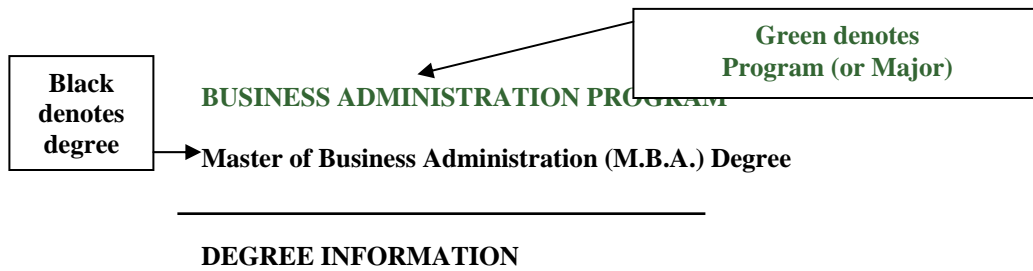 Green denotes
Program (or Major)
Black
denotes
degree
BUSINESS ADMINISTRATION PROGRAM
Master of Business Administration (M.B.A.) Degree
DEGREE INFORMATION